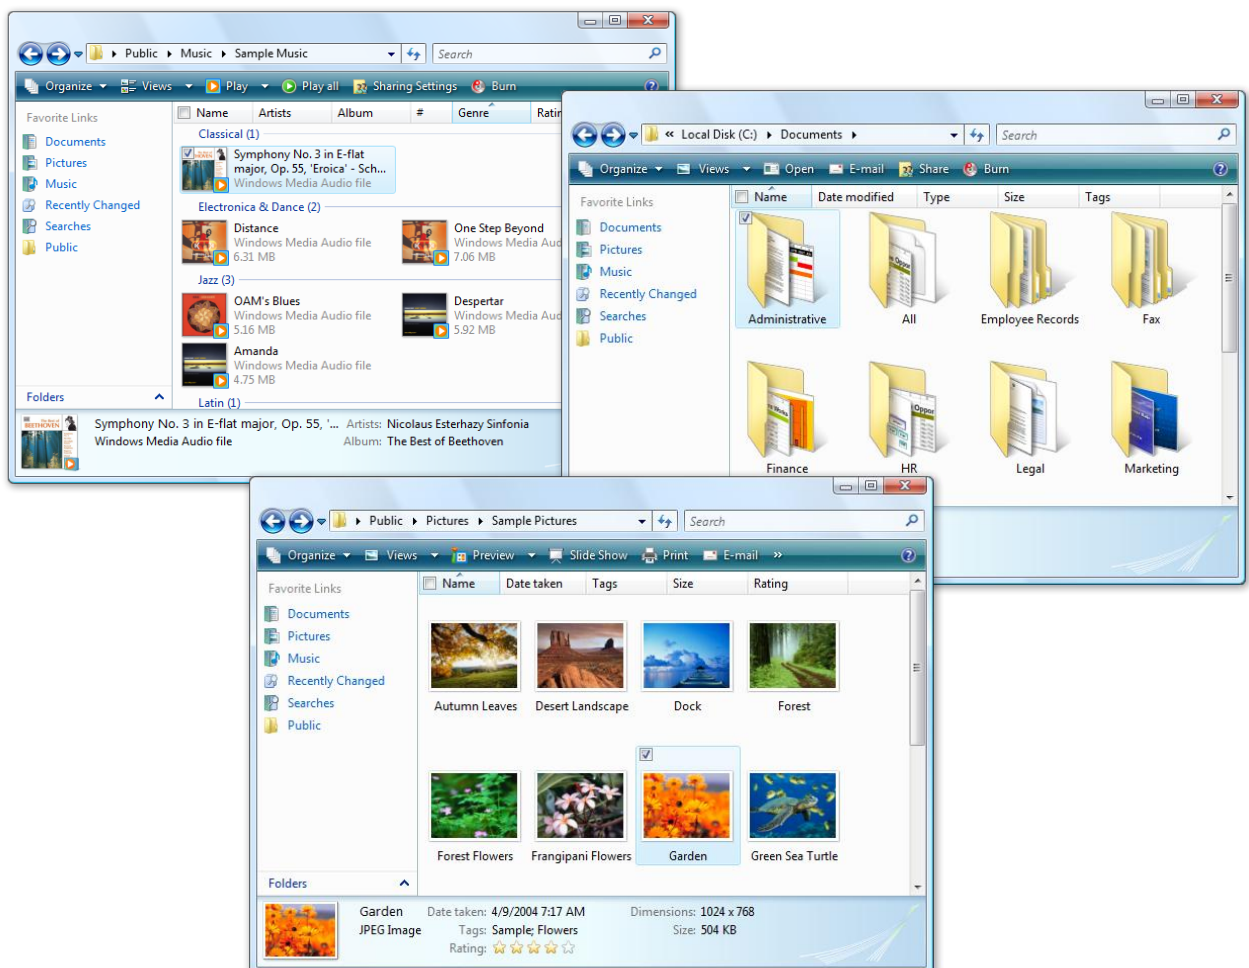 Public Music Sample Music Search
Organize Views Play Play all Sharing Settings Burn
Favorite Links
Documents
Pictures
Music
Recently Changed
Searches
Public
Folders
Name Artists Album # Genre Ratin
Classical (1)
Symphony No. 3 in E-flat
major, Op. 55, 'Eroica' - Sch...
Windows Media Audio file
Electronica & Dance (2)
Distance
Windows Media Audio file
6.31 MB
One Step Beyond
Windows Media Aud
7.06 MB
Jazz (3)
OAM's Blues
Windows Media Audio file
5.16 MB
Despertar
Windows Media Aud
5.92 MB
Amanda
Windows Media Audio file
4.75 MB
Latin (1)
BEETHOVEN
Symphony No. 3 in E-flat major, Op. 55, '... Artists: Nicolaus Esterhazy Sinfonia
Windows Media Audio file Album: The Best of Beethoven
« Local Disk (C:) Documents Search
Organize Views Open E-mail Share Burn
Favorite Links
Documents
Pictures
Music
Recently Changed
Searches
Public
Name Date modified Type Size Tags
Administrative All Employee Records Fax
Finance HR Legal Marketing
Public Pictures Sample Pictures Search
Organize Views Preview Slide Show Print E-mail »
Favorite Links
Documents
Pictures
Music
Recently Changed
Searches
Public
Folders
Name Date taken Tags Size Rating
Autumn Leaves Desert Landscape Dock Forest
Forest Flowers Frangipani Flowers Garden Green Sea Turtle
Garden Date taken: 4/9/2004 7:17 AM Dimensions: 1024 x 768
JPEG Image Tags: Sample; Flowers Size: 504 KB
Rating: